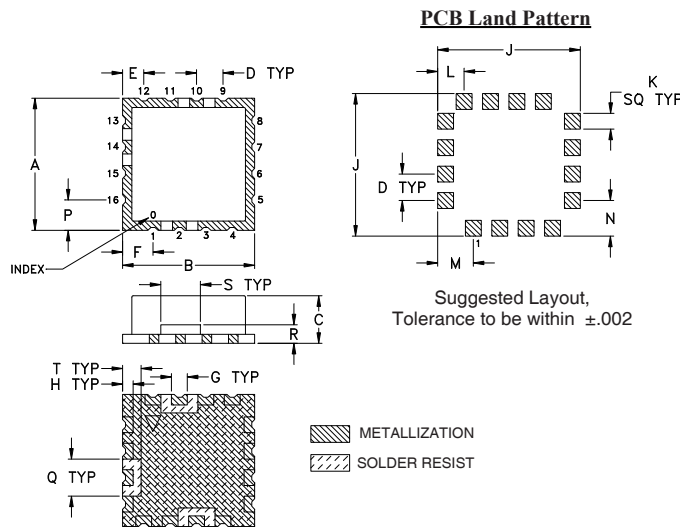 PCB Land Pattern
E
D TYP
12 11 10 9
13
14
15
16
8
7
6
5
A
P
0
1 2 3 4
F
INDEX
B
J
L
K
SQ TYP
J
D TYP
N
1
M
Suggested Layout,
Tolerance to be within ±.002
S TYP
C
R
T TYP
H TYP
G TYP
Q TYP
METALLIZATION
SOLDER RESIST